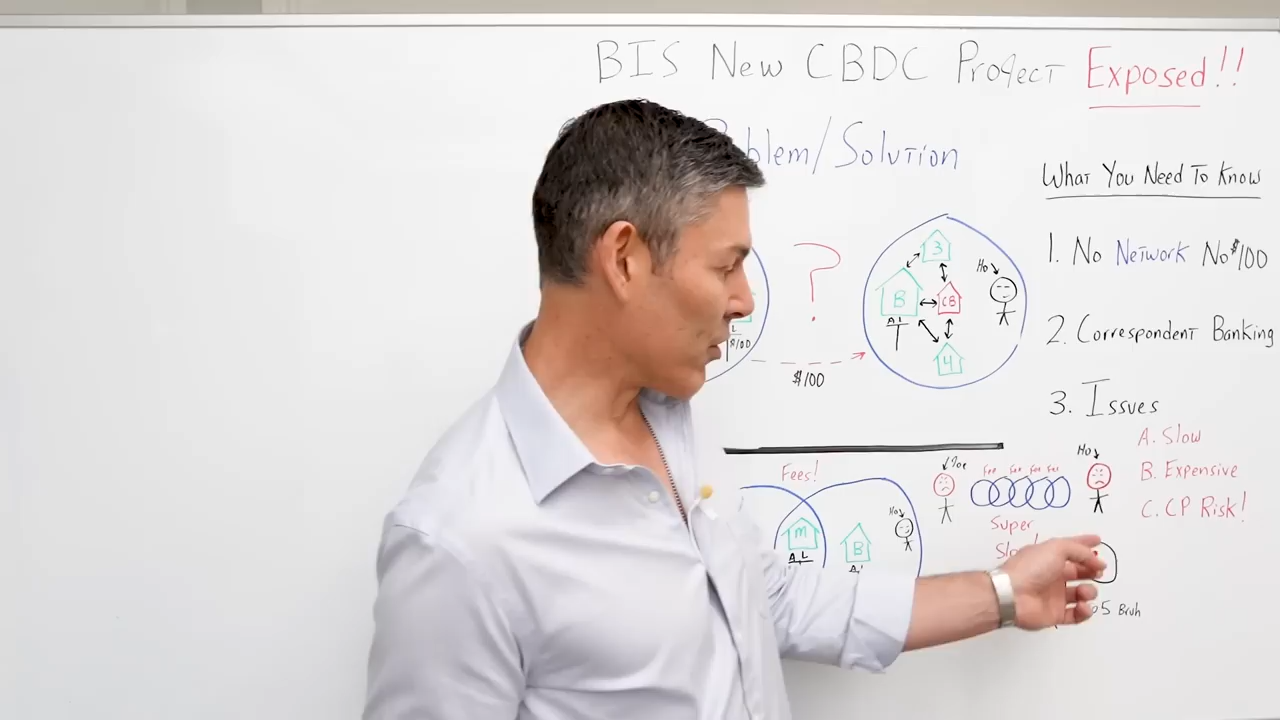 BIS New CBDC Project Exposed!!
blem/Solution
What You Need To Know
1. No Network No $100
2. Correspondent Banking
3. Issues
A. Slow
B. Expensive
C. CP Risk!
?
3
B
CB
4
Ho
A L
L
$100
$100
Fees!
M
A L
B
A
Ho
Joe
Fee Fee Fee Fee
Super
Ho
5 Bruh